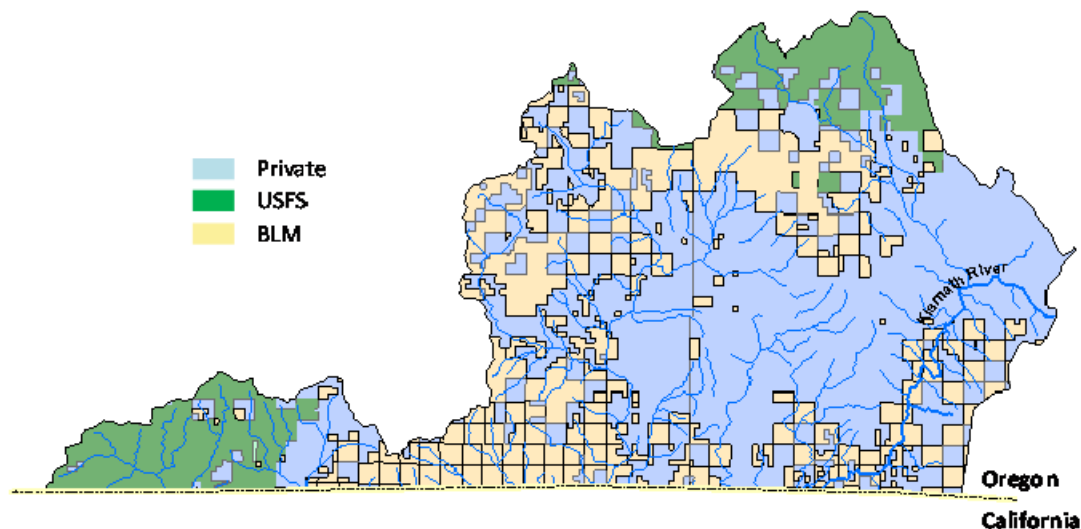 Private
USFS
BLM
Klamath River
Oregon
California